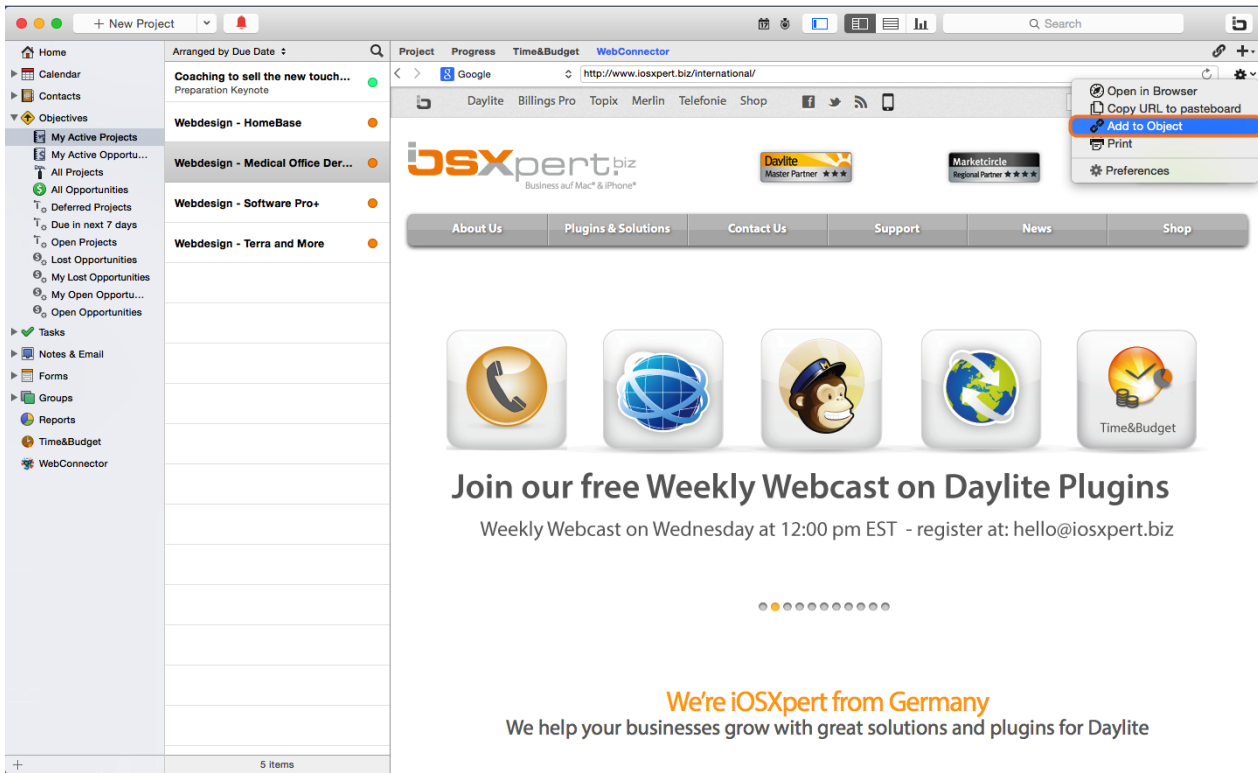 + New Project
Search
Home
Calendar
Contacts
Objectives
My Active Projects
My Active Opportu...
All Projects
All Opportunities
Deferred Projects
Due in next 7 days
Open Projects
Lost Opportunities
My Lost Opportunities
My Open Opportu...
Open Opportunities
Tasks
Notes & Email
Forms
Groups
Reports
Time&Budget
WebConnector
Arranged by Due Date
Coaching to sell the new touch...
Preparation Keynote
Webdesign - HomeBase
Webdesign - Medical Office Der...
Webdesign - Software Pro+
Webdesign - Terra and More
5 items
Project Progress Time&Budget WebConnector
Google http://www.iosxpert.biz/international/
Open in Browser
Copy URL to pasteboard
Add to Object
Print
Preferences
Daylite Billings Pro Topix Merlin Telefonie Shop
iOSXpert.biz
Business auf Mac* & iPhone*
Daylite
Master Partner ★★★
Marketcircle
Regional Partner ★★★★
About Us Plugins & Solutions Contact Us Support News Shop
Time&Budget
Join our free Weekly Webcast on Daylite Plugins
Weekly Webcast on Wednesday at 12:00 pm EST - register at: hello@iosxpert.biz
We're iOSXpert from Germany
We help your businesses grow with great solutions and plugins for Daylite